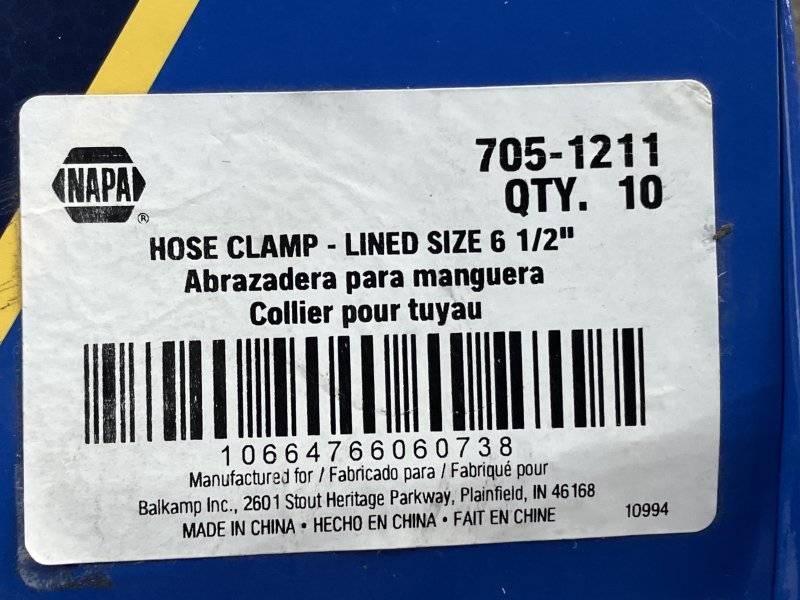 NAPA®
705-1211
QTY. 10
HOSE CLAMP - LINED SIZE 6 1/2"
Abrazadera para manguera
Collier pour tuyau
10664766060738
Manufactured for / Fabricado para / Fabriqué pour
Balkamp Inc., 2601 Stout Heritage Parkway, Plainfield, IN 46168
MADE IN CHINA • HECHO EN CHINA • FAIT EN CHINE
10994